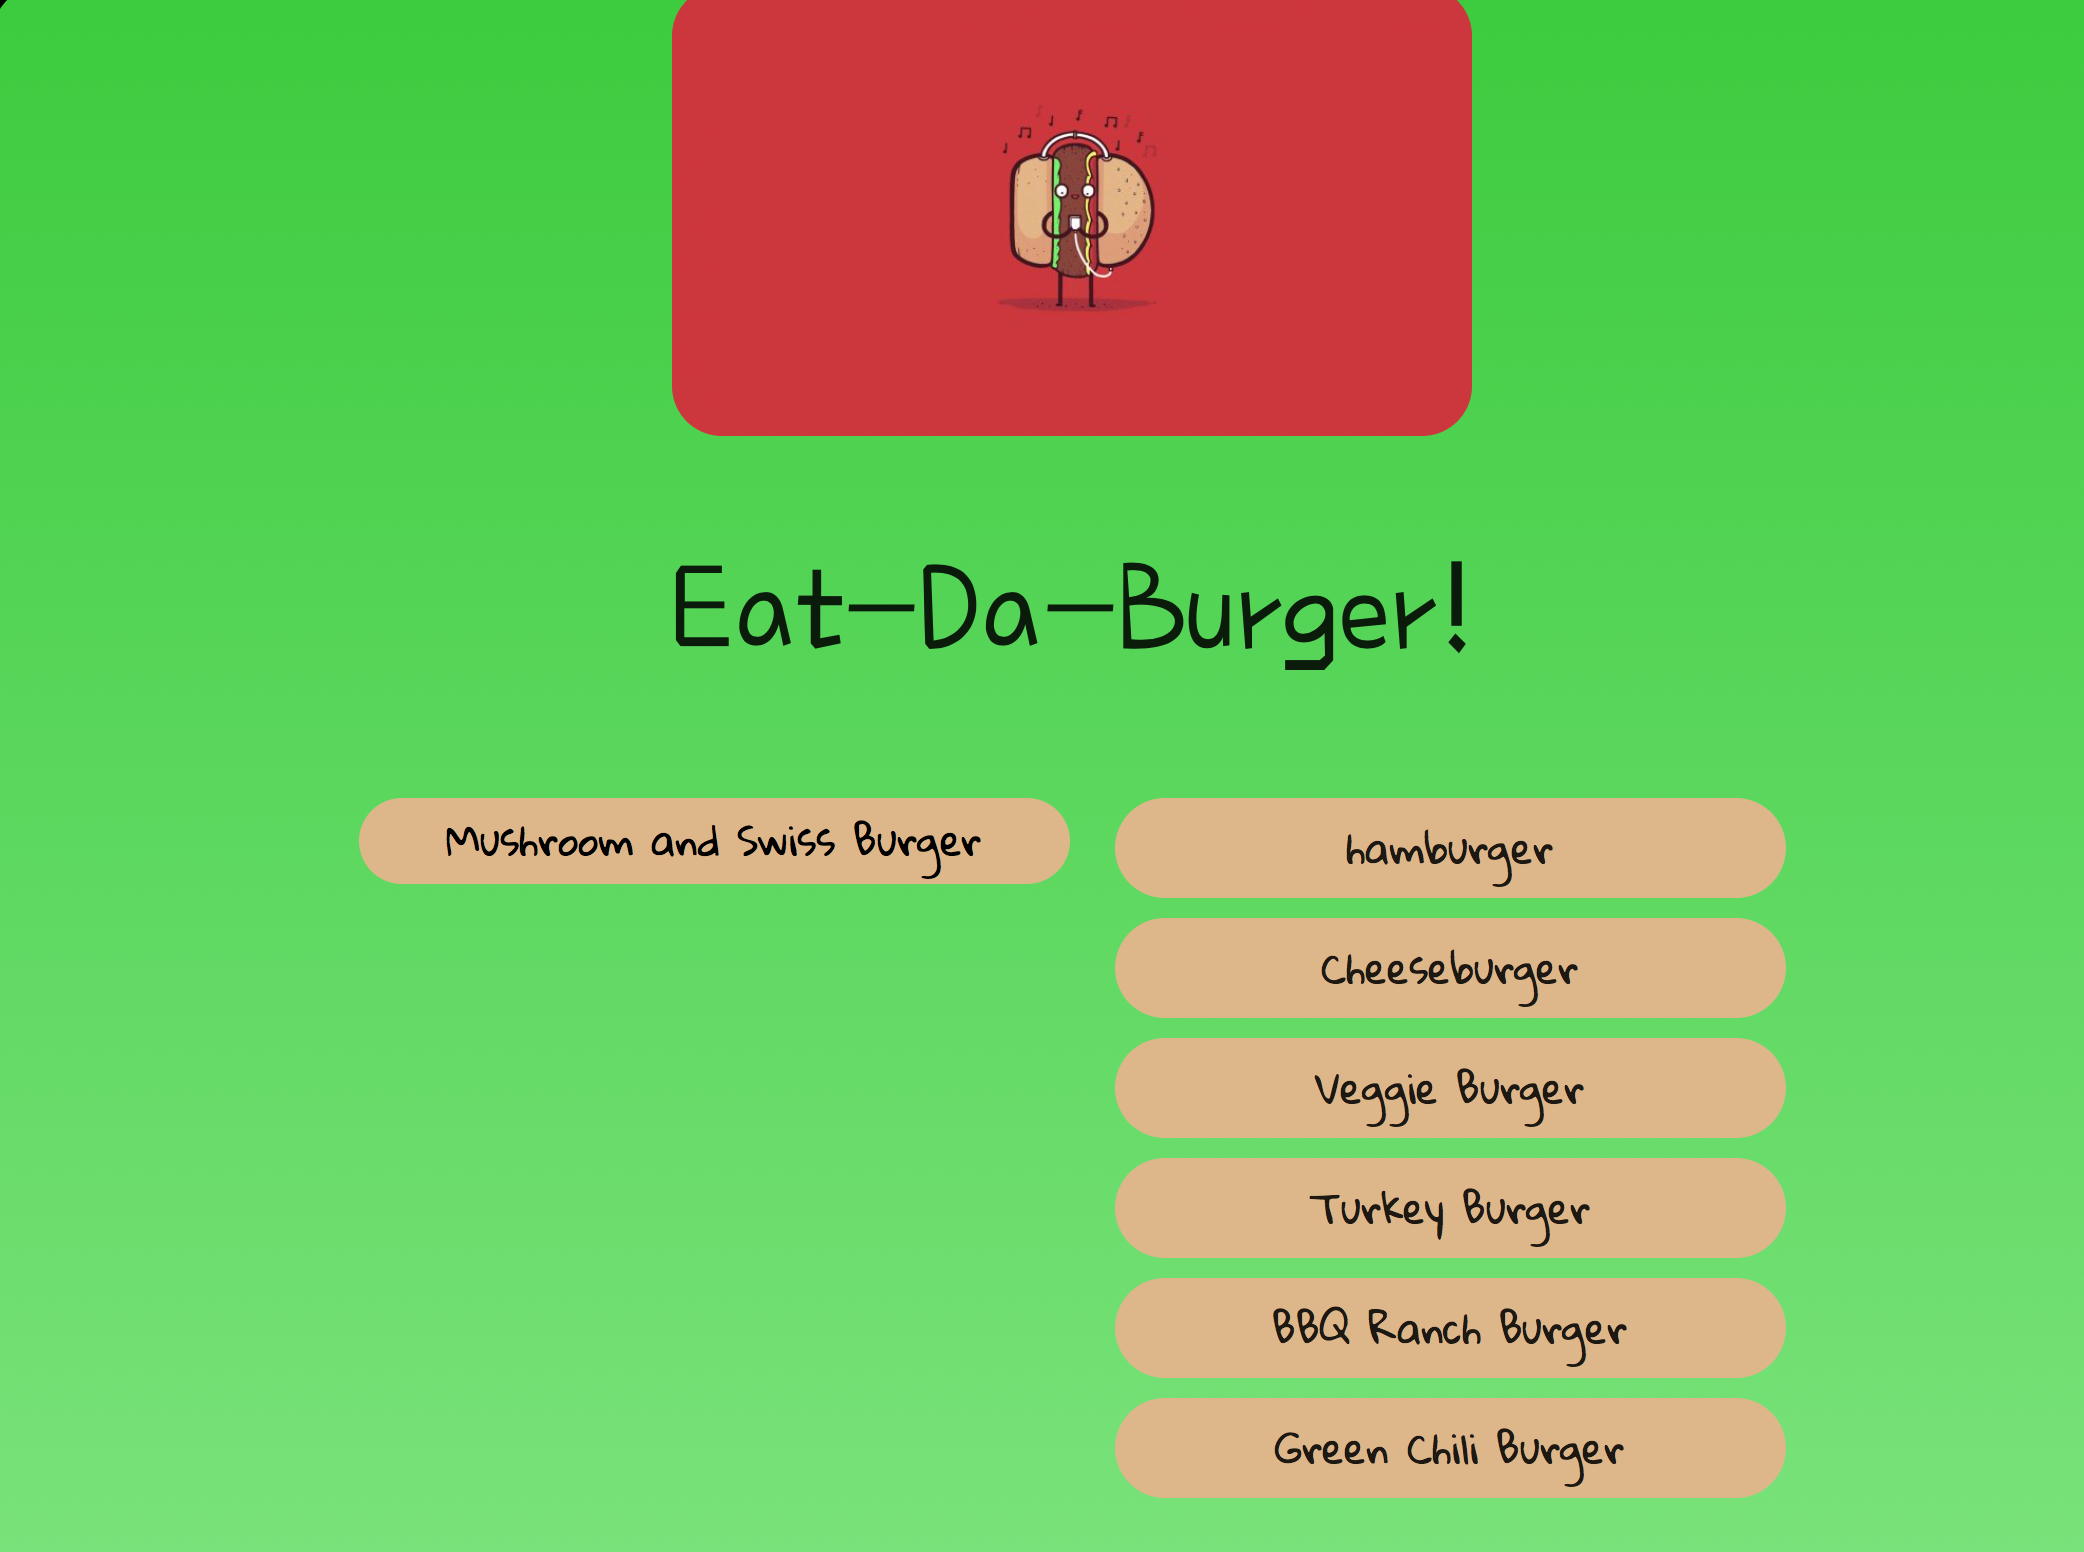 Eat-Da-Burger!
Mushroom and Swiss Burger
hamburger
Cheeseburger
Veggie Burger
Turkey Burger
BBQ Ranch Burger
Green Chili Burger